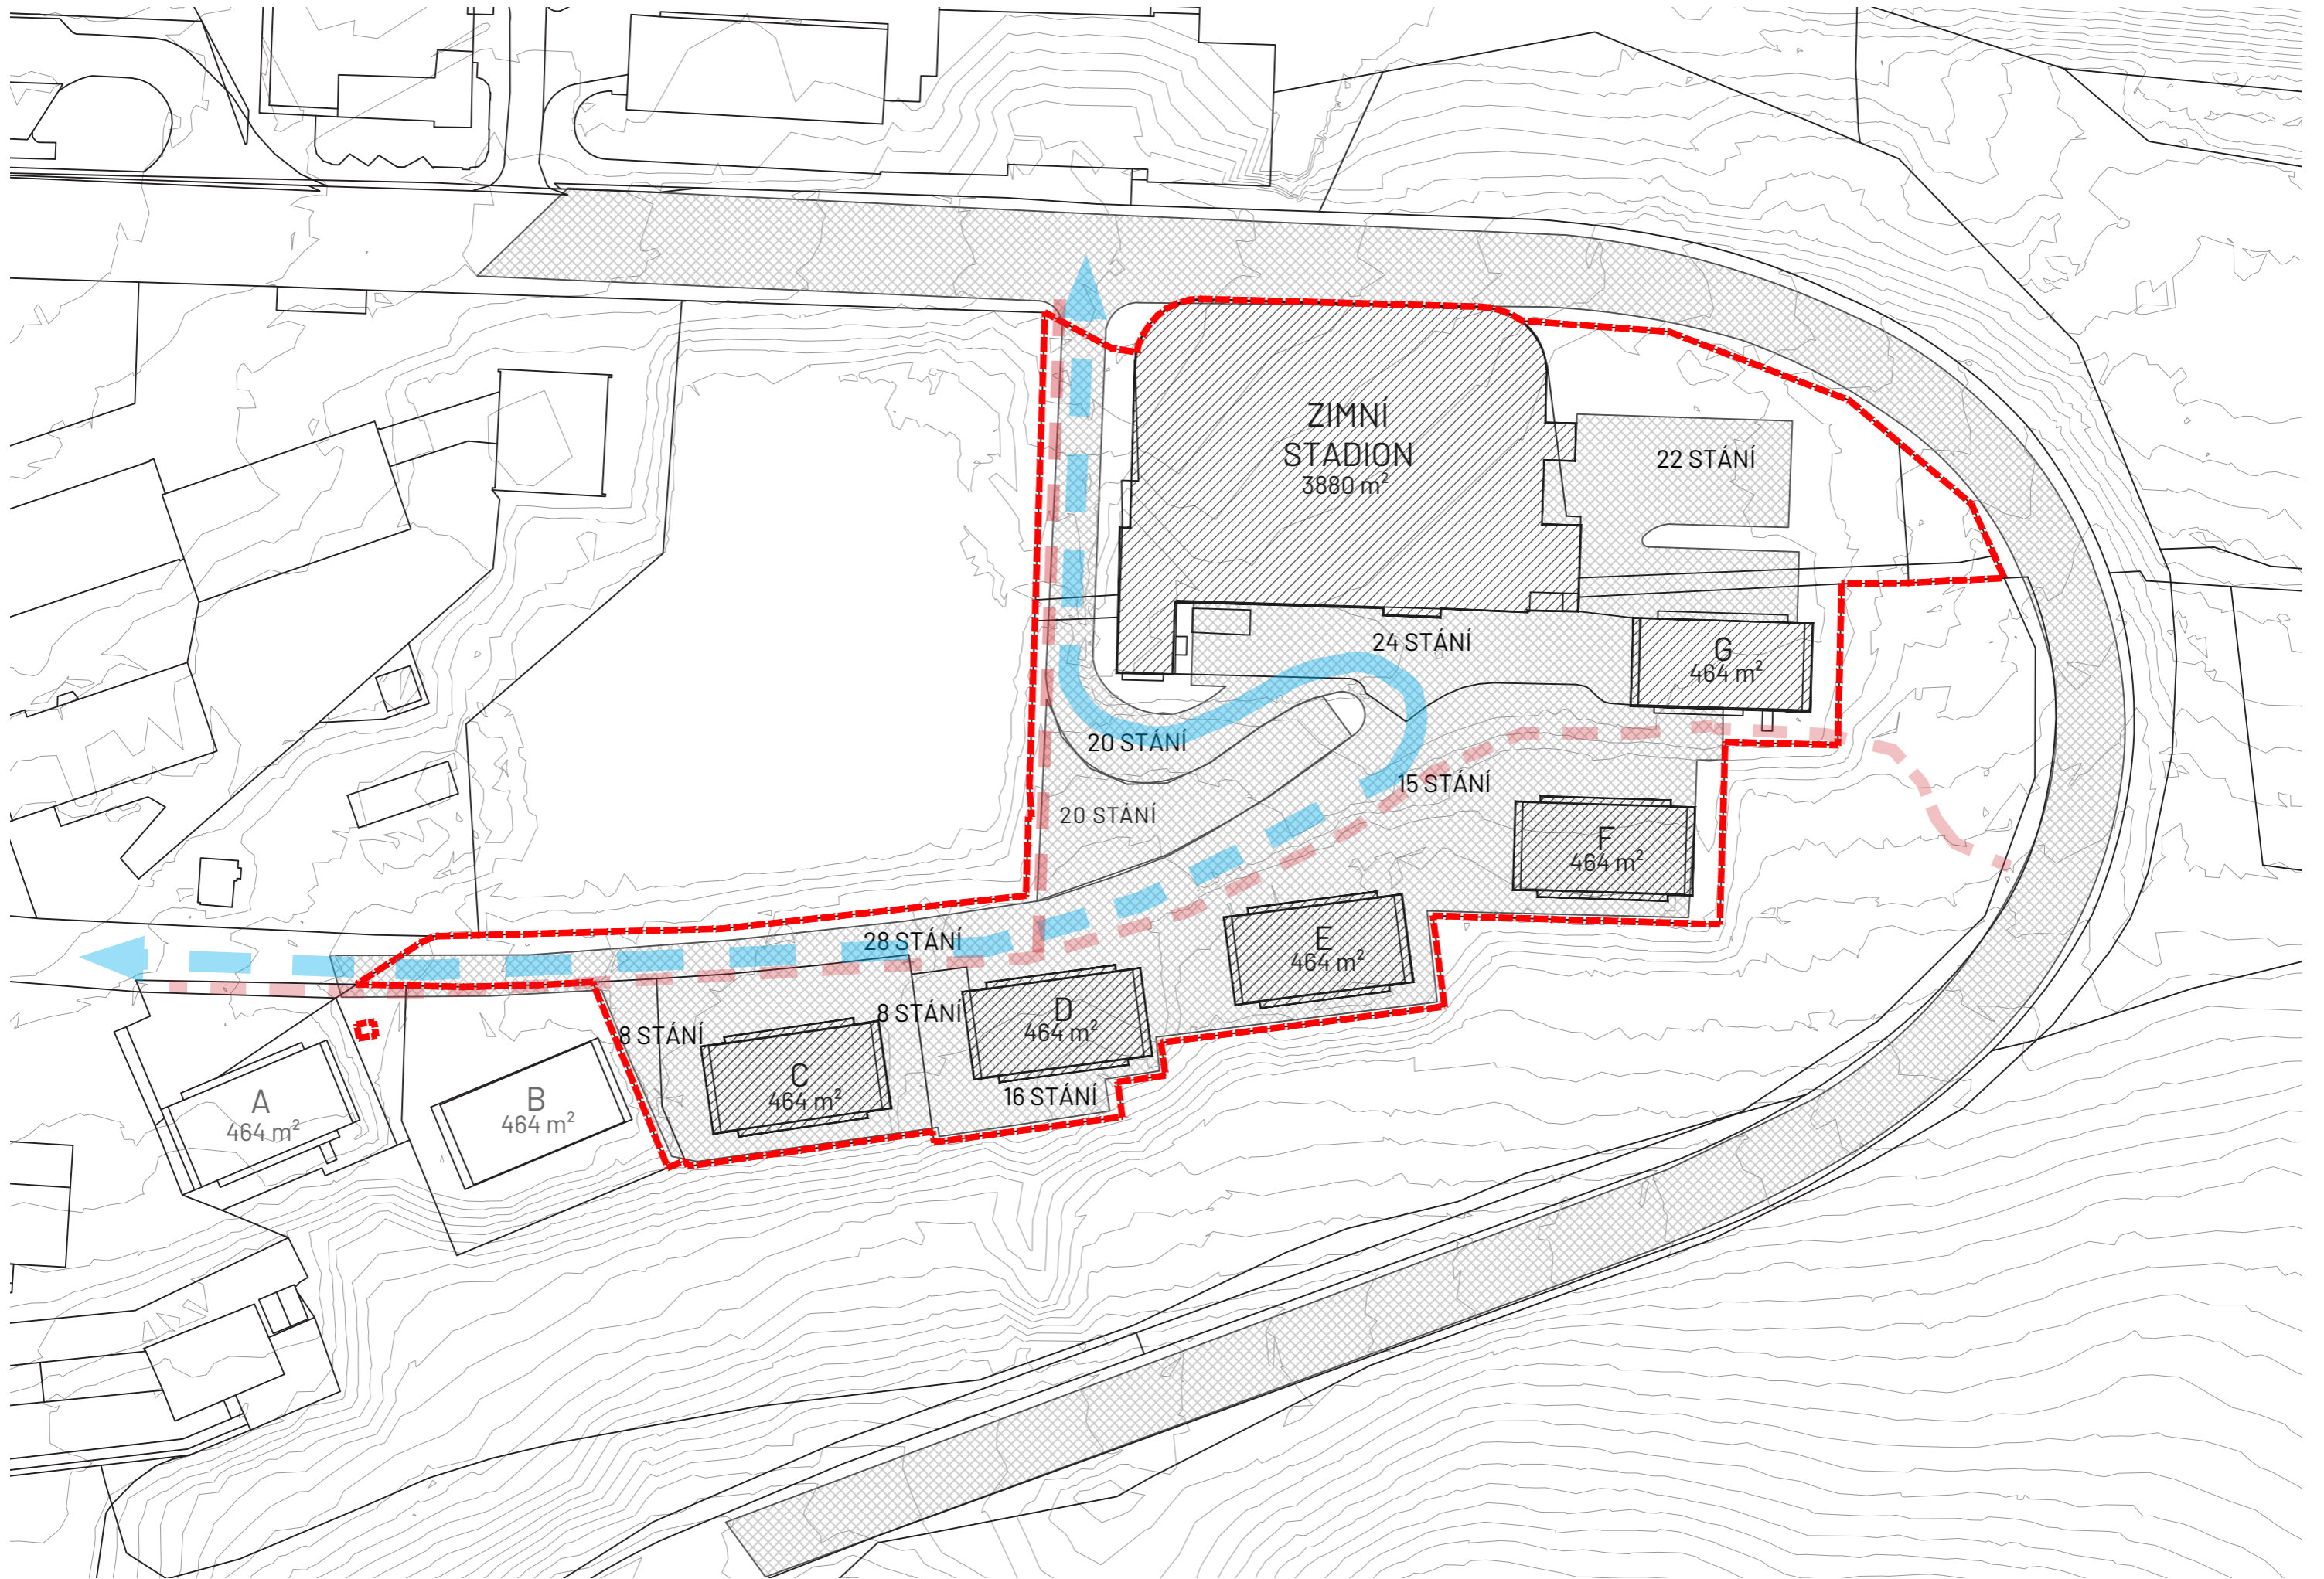 ZIMNÍ
STADION
3880 m²
22 STÁNÍ
24 STÁNÍ
G
464 m²
20 STÁNÍ
15 STÁNÍ
20 STÁNÍ
F
464 m²
28 STÁNÍ
E
464 m²
8 STÁNÍ
D
464 m²
8 STÁNÍ
C
464 m²
16 STÁNÍ
B
464 m²
A
464 m²